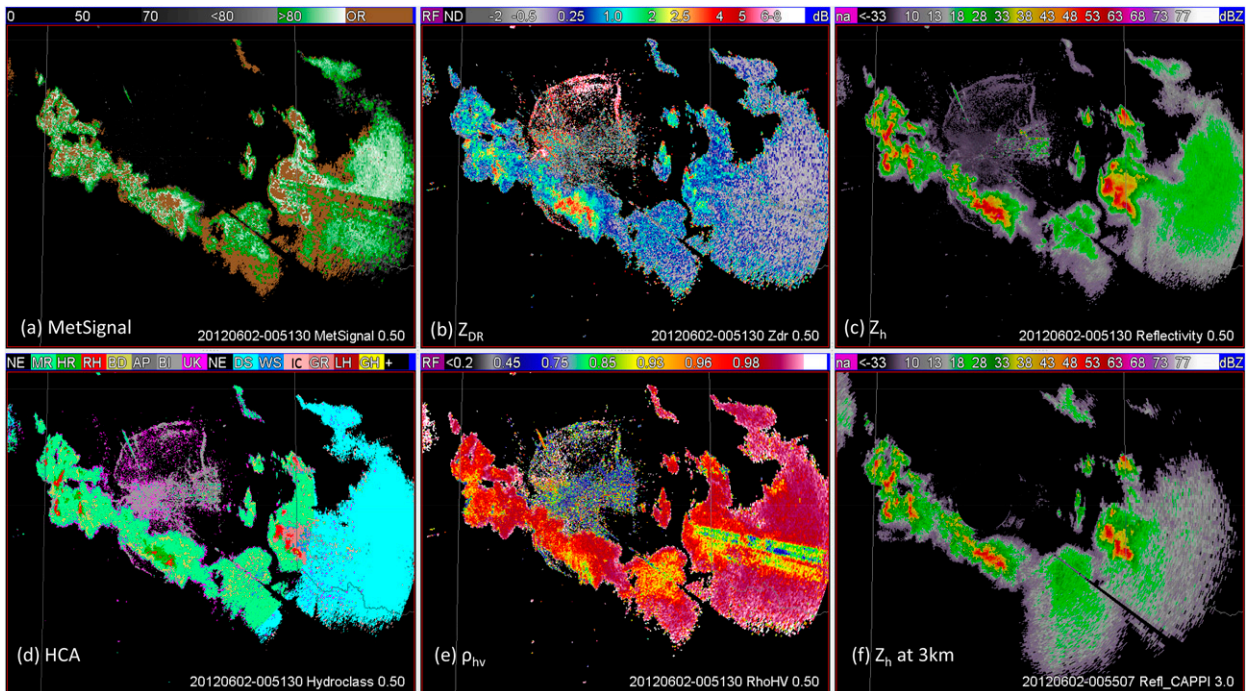 0 50 70 <80 >80 OR
RF ND -2 -0.5 0.25 1.0 2 2.5 4 5 6-8 dB
na <-33 10 13 18 28 33 38 43 48 53 63 68 73 77 dBZ
(a) MetSignal
20120602-005130 MetSignal 0.50
(b) ZDR
20120602-005130 Zdr 0.50
(c) Zh
20120602-005130 Reflectivity 0.50
NE MR HR RH BD AP BI UK NE DS WS IC GR LH GH +
RF <0.2 0.45 0.75 0.85 0.93 0.96 0.98
na <-33 10 13 18 28 33 38 43 48 53 63 68 73 77 dBZ
(d) HCA
20120602-005130 Hydroclass 0.50
(e) ρhv
20120602-005130 RhoHV 0.50
(f) Zh at 3km
20120602-005507 Refl_CAPPI 3.0